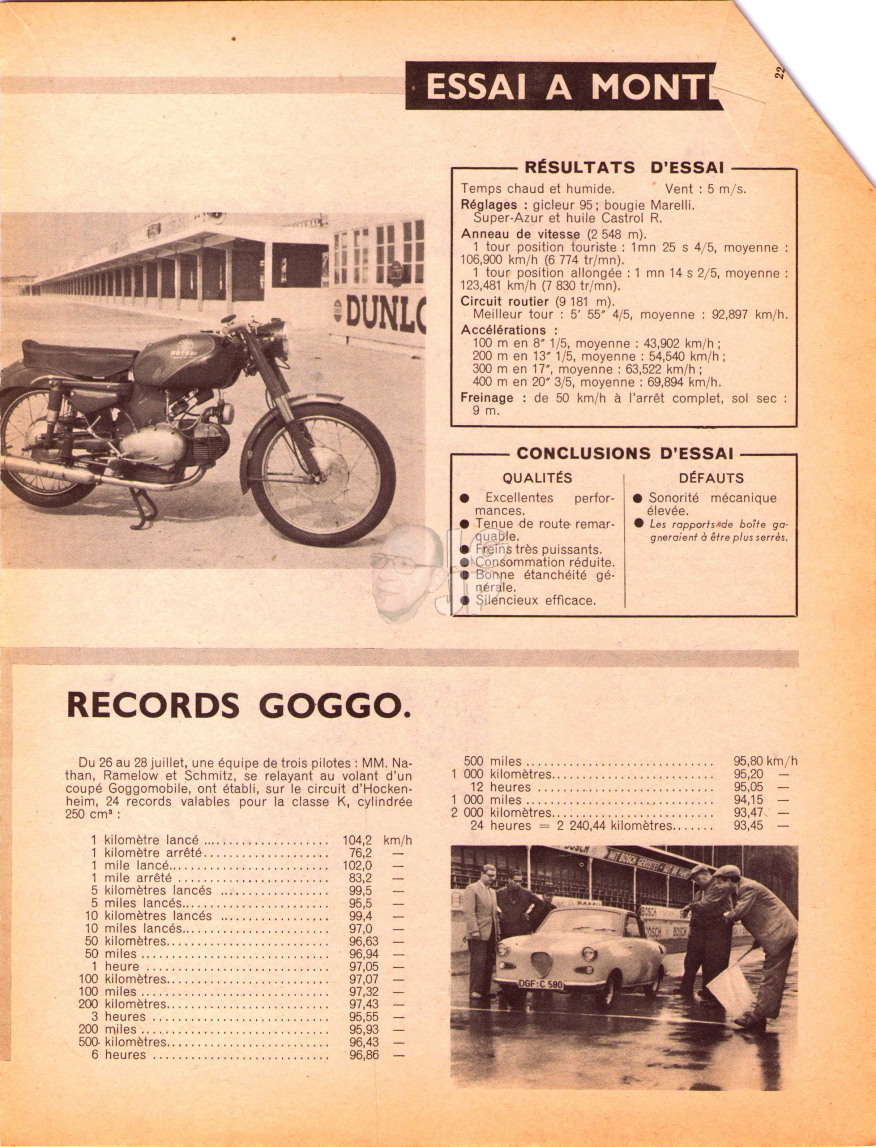 22
ESSAI A MONT
RÉSULTATS D'ESSAI
Temps chaud et humide. Vent : 5 m/s.
Réglages : gicleur 95 ; bougie Marelli.
Super-Azur et huile Castrol R.
Anneau de vitesse (2 548 m).
1 tour position touriste : 1mn 25 s 4/5, moyenne :
106,900 km/h (6 774 tr/mn).
1 tour position allongée : 1 mn 14 s 2/5, moyenne :
123,481 km/h (7 830 tr/mn).
Circuit routier (9 181 m).
Meilleur tour : 5' 55" 4/5, moyenne : 92,897 km/h.
Accélérations :
100 m en 8" 1/5, moyenne : 43,902 km/h ;
200 m en 13" 1/5, moyenne : 54,540 km/h ;
300 m en 17", moyenne : 63,522 km/h ;
400 m en 20" 3/5, moyenne : 69,894 km/h.
Freinage : de 50 km/h à l'arrêt complet, sol sec :
9 m.
DUNLO
CONCLUSIONS D'ESSAI
QUALITÉS
● Excellentes perfor-
mances.
● Tenue de route remar-
quable.
● Freins très puissants.
● Consommation réduite.
● Bonne étanchéité gé-
nérale.
● Silencieux efficace.
DÉFAUTS
● Sonorité mécanique
élevée.
● Les rapports de boîte ga-
gneraient à être plus serrés.
RECORDS GOGGO.
Du 26 au 28 juillet, une équipe de trois pilotes : MM. Na-
than, Ramelow et Schmitz, se relayant au volant d'un
coupé Goggomobile, ont établi, sur le circuit d'Hocken-
heim, 24 records valables pour la classe K, cylindrée
250 cm³ :
1 kilomètre lancé .................... 104,2 km/h
1 kilomètre arrêté.................... 76,2 —
1 mile lancé.................... 102,0 —
1 mile arrêté .................... 83,2 —
5 kilomètres lancés .................... 99,5 —
5 miles lancés.................... 95,5 —
10 kilomètres lancés .................... 99,4 —
10 miles lancés.................... 97,0 —
50 kilomètres.................... 96,63 —
50 miles .................... 96,94 —
1 heure .................... 97,05 —
100 kilomètres.................... 97,07 —
100 miles .................... 97,32 —
200 kilomètres.................... 97,43 —
3 heures .................... 95,55 —
200 miles .................... 95,93 —
500 kilomètres.................... 96,43 —
6 heures .................... 96,86 —
500 miles .................... 95,80 km/h
1 000 kilomètres.................... 95,20 —
12 heures .................... 95,05 —
1 000 miles .................... 94,15 —
2 000 kilomètres.................... 93,47 —
24 heures = 2 240,44 kilomètres....... 93,45 —
BOSCH
MIT BOSCH
BOSCH
BOSCH
DGF·C 580